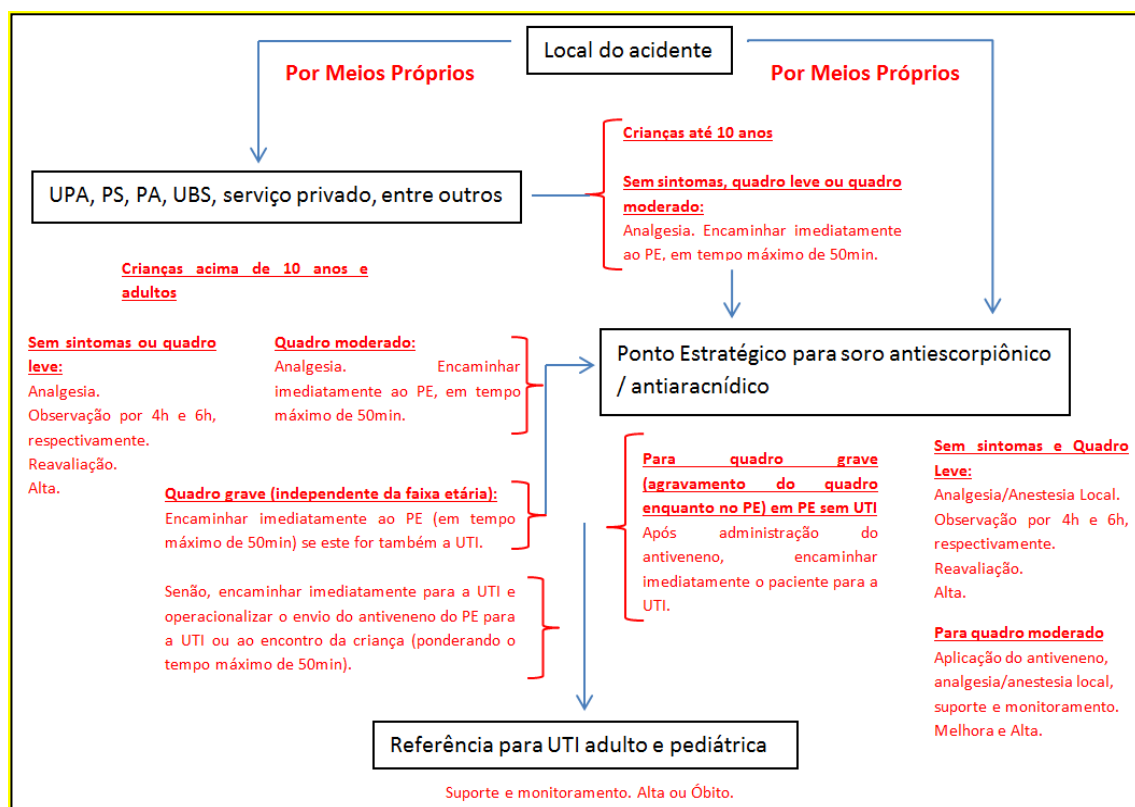 Local do acidente
Por Meios Próprios
Por Meios Próprios
UPA, PS, PA, UBS, serviço privado, entre outros
Crianças até 10 anos
Sem sintomas, quadro leve ou quadro
moderado:
Analgesia. Encaminhar imediatamente
ao PE, em tempo máximo de 50min.
Crianças acima de 10 anos e
adultos
Sem sintomas ou quadro
leve:
Analgesia.
Observação por 4h e 6h,
respectivamente.
Reavaliação.
Alta.
Quadro moderado:
Analgesia. Encaminhar
imediatamente ao PE, em tempo
máximo de 50min.
Ponto Estratégico para soro antiescorpiônico
/ antiaracnídico
Quadro grave (independente da faixa etária):
Encaminhar imediatamente ao PE (em tempo
máximo de 50min) se este for também a UTI.
Senão, encaminhar imediatamente para a UTI e
operacionalizar o envio do antiveneno do PE para
a UTI ou ao encontro da criança (ponderando o
tempo máximo de 50min).
Para quadro grave
(agravamento do quadro
enquanto no PE) em PE sem UTI
Após administração do
antiveneno, encaminhar
imediatamente o paciente para a
UTI.
Sem sintomas e Quadro
Leve:
Analgesia/Anestesia Local.
Observação por 4h e 6h,
respectivamente.
Reavaliação.
Alta.
Para quadro moderado
Aplicação do antiveneno,
analgesia/anestesia local,
suporte e monitoramento.
Melhora e Alta.
Referência para UTI adulto e pediátrica
Suporte e monitoramento. Alta ou Óbito.